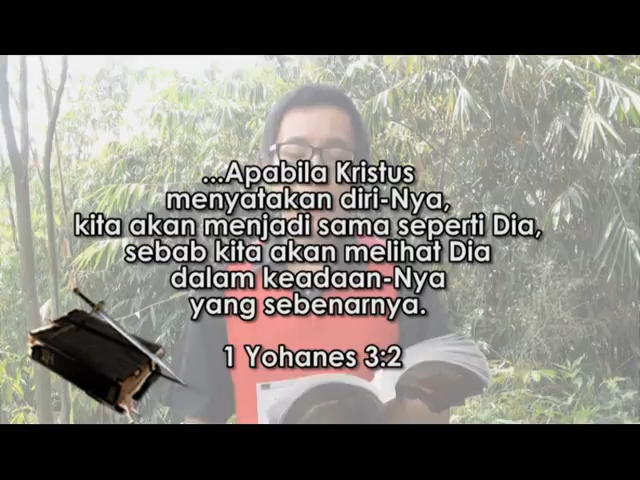 ...Apabila Kristus
menyatakan diri-Nya,
kita akan menjadi sama seperti Dia,
sebab kita akan melihat Dia
dalam keadaan-Nya
yang sebenarnya.
1 Yohanes 3:2